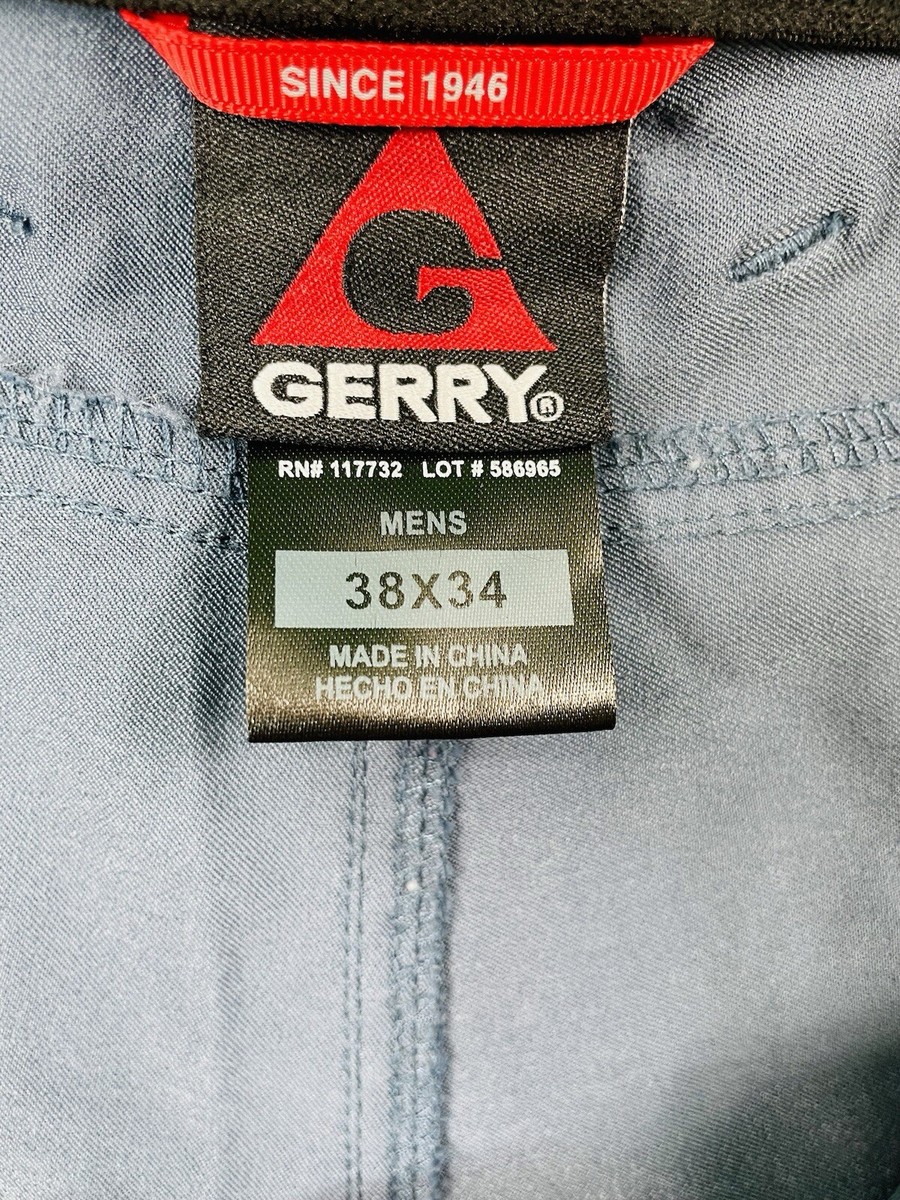 SINCE 1946
G
GERRY®
RN# 117732 LOT # 586965
MENS
38X34
MADE IN CHINA
HECHO EN CHINA